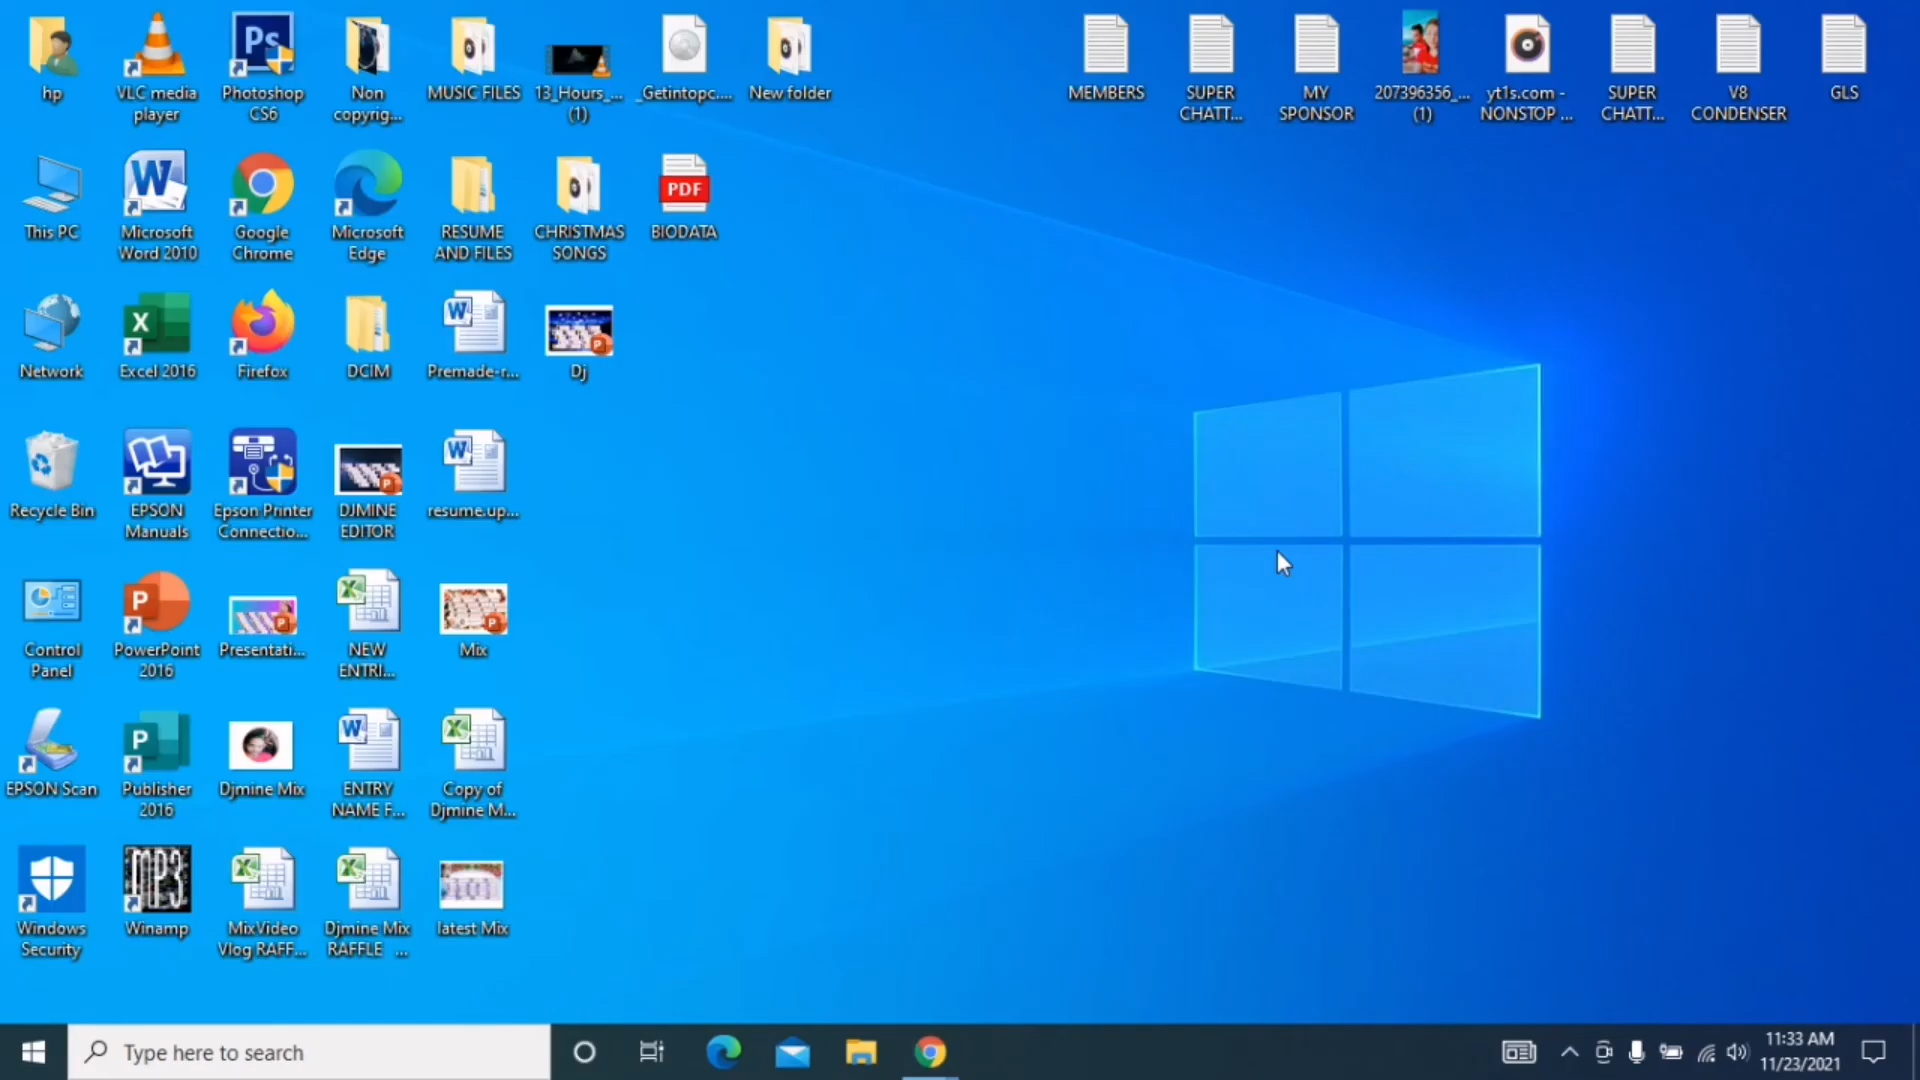 hp
VLC media player
Ps
Photoshop CS6
Non copyrig...
MUSIC FILES
13_Hours_... (1)
_Getintopc....
New folder
MEMBERS
SUPER CHATT...
MY SPONSOR
207396356_... (1)
yt1s.com - NONSTOP ...
SUPER CHATT...
V8 CONDENSER
GLS
This PC
W
Microsoft Word 2010
Google Chrome
Microsoft Edge
RESUME AND FILES
CHRISTMAS SONGS
PDF
BIODATA
Network
X
Excel 2016
Firefox
DCIM
W
Premade-r...
P
Dj
Recycle Bin
EPSON Manuals
Epson Printer Connectio...
P
DJMINE EDITOR
W
resume.up...
Control Panel
P
PowerPoint 2016
P
Presentati...
X
NEW ENTRI...
P
Mix
EPSON Scan
P
Publisher 2016
Djmine Mix
W
ENTRY NAME F...
X
Copy of Djmine M...
Windows Security
MP3
Winamp
X
MixVideo Vlog RAFF...
X
Djmine Mix RAFFLE ...
latest Mix
Type here to search
11:33 AM
11/23/2021